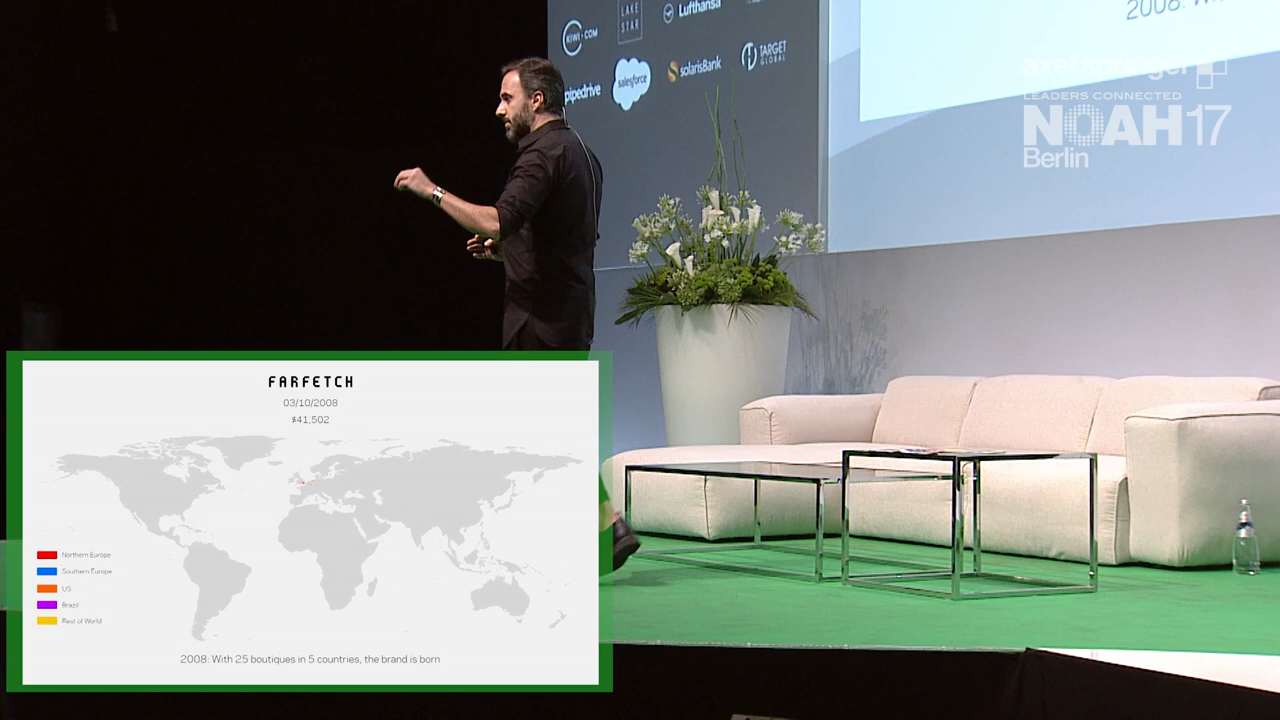 KIWI•COM
LAKE
STAR
Lufthansa
pipedrive
salesforce
solarisBank
TARGET
GLOBAL
2008:
axel springer
LEADERS CONNECTED
NOAH17
Berlin
FARFETCH
03/10/2008
$41,502
Northern Europe
Southern Europe
US
Brazil
Rest of World
2008: With 25 boutiques in 5 countries, the brand is born